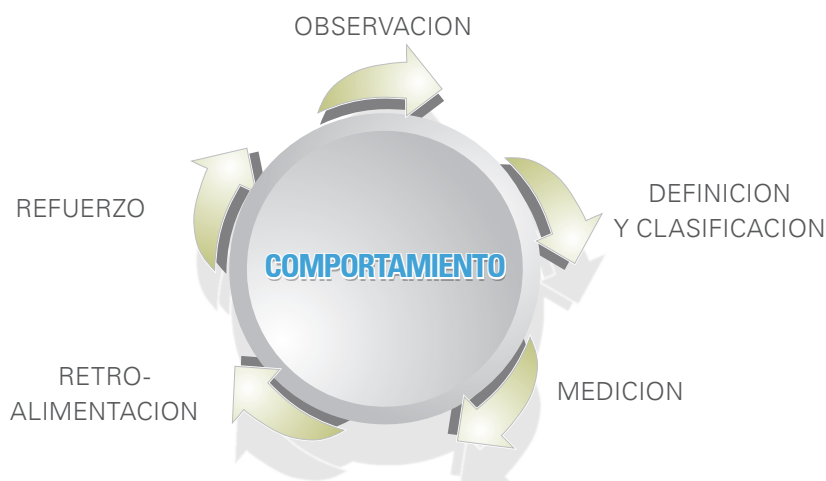 OBSERVACION
DEFINICION
Y CLASIFICACION
MEDICION
RETRO-
ALIMENTACION
REFUERZO
COMPORTAMIENTO